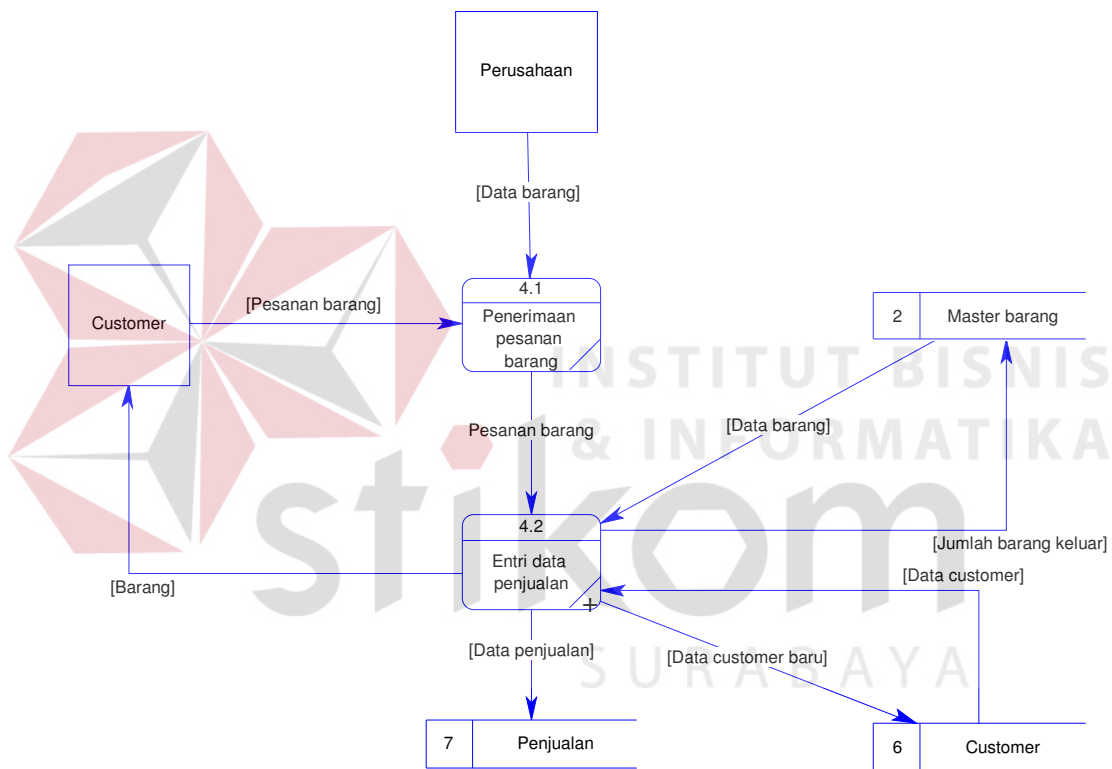 Perusahaan
[Data barang]
4.1
Penerimaan
pesanan
barang
Customer
[Pesanan barang]
2
Master barang
INSTITUT BISNIS
& INFORMATIKA
stikom
SURABAYA
Pesanan barang
[Data barang]
4.2
Entri data
penjualan
[Jumlah barang keluar]
[Data customer]
[Barang]
[Data penjualan]
[Data customer baru]
7
Penjualan
6
Customer